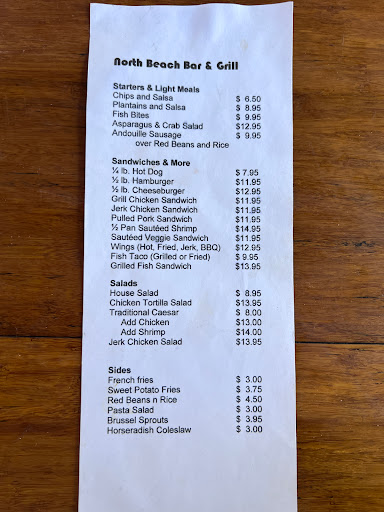 North Beach Bar & Grill
Starters & Light Meals
Chips and Salsa $ 6.50
Plantains and Salsa $ 8.95
Fish Bites $ 9.95
Asparagus & Crab Salad $12.95
Andouille Sausage $ 9.95
over Red Beans and Rice
Sandwiches & More
¼ lb. Hot Dog $ 7.95
½ lb. Hamburger $11.95
½ lb. Cheeseburger $12.95
Grill Chicken Sandwich $11.95
Jerk Chicken Sandwich $11.95
Pulled Pork Sandwich $11.95
½ Pan Sautéed Shrimp $14.95
Sautéed Veggie Sandwich $11.95
Wings (Hot, Fried, Jerk, BBQ) $12.95
Fish Taco (Grilled or Fried) $ 9.95
Grilled Fish Sandwich $13.95
Salads
House Salad $ 8.95
Chicken Tortilla Salad $13.95
Traditional Caesar $ 8.00
Add Chicken $13.00
Add Shrimp $14.00
Jerk Chicken Salad $13.95
Sides
French fries $ 3.00
Sweet Potato Fries $ 3.75
Red Beans n Rice $ 4.50
Pasta Salad $ 3.00
Brussel Sprouts $ 3.95
Horseradish Coleslaw $ 3.00